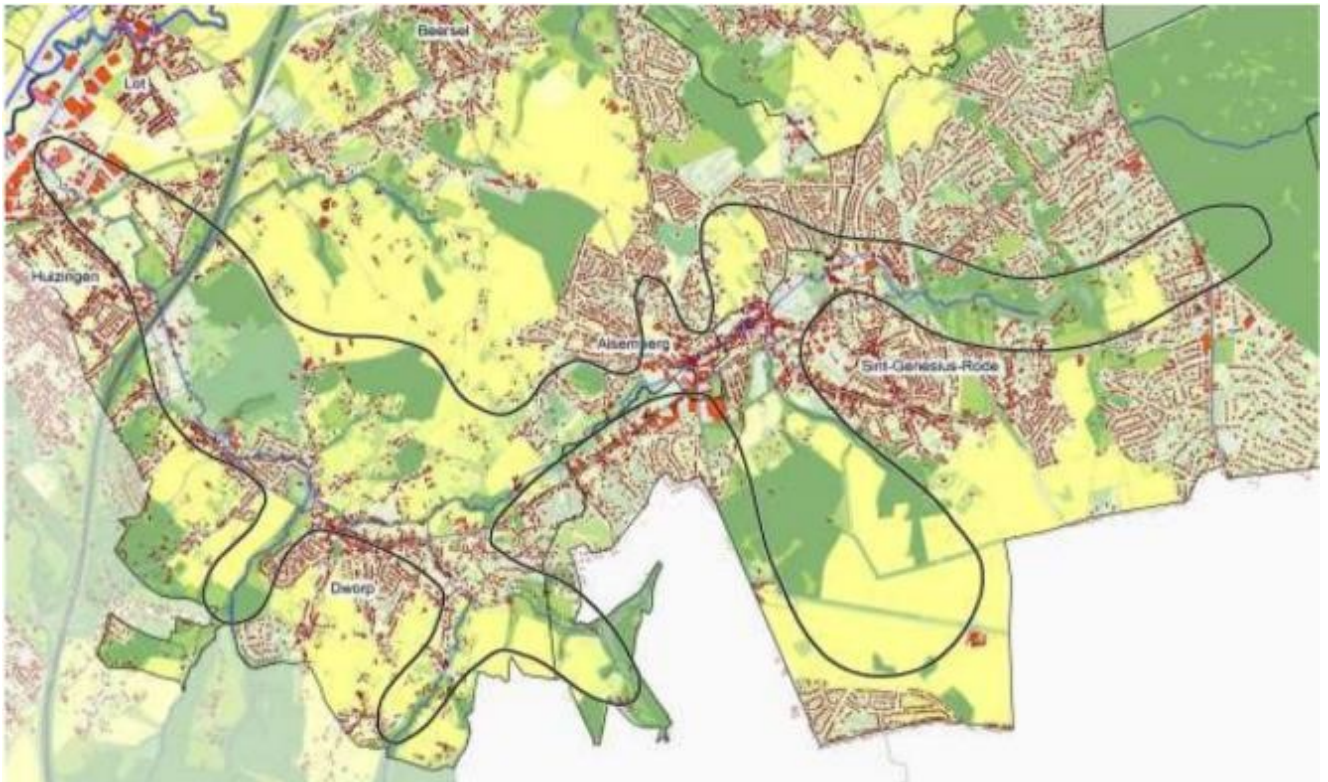 Beersel
Lot
Huizingen
Alsemberg
Sint-Genesius-Rode
Dworp